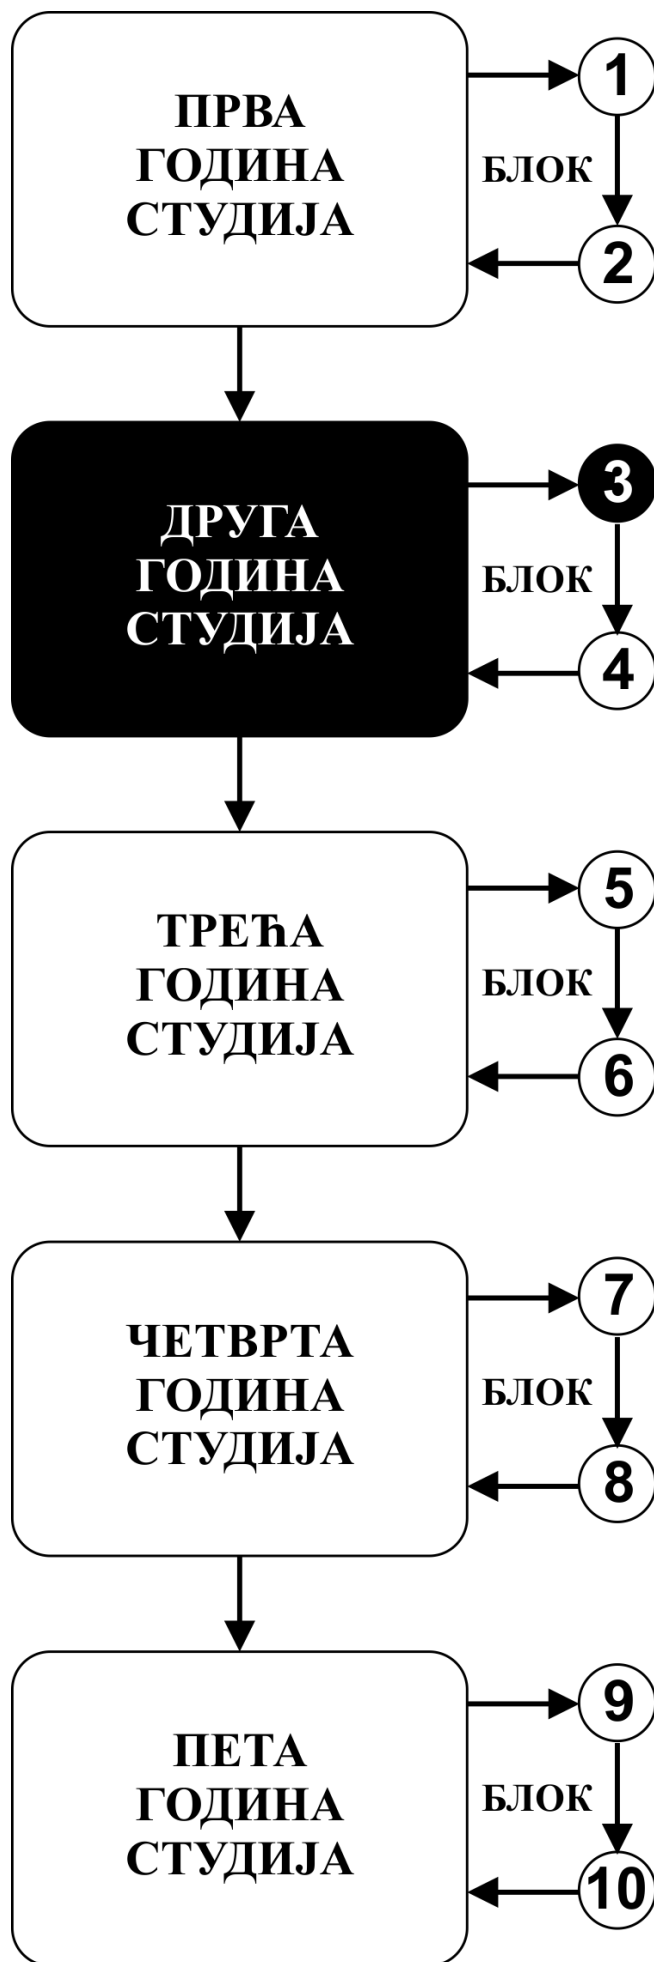 ПРВА
ГОДИНА
СТУДИЈА
1
БЛОК
2
ДРУГА
ГОДИНА
СТУДИЈА
3
БЛОК
4
ТРЕЋА
ГОДИНА
СТУДИЈА
5
БЛОК
6
ЧЕТВРТА
ГОДИНА
СТУДИЈА
7
БЛОК
8
ПЕТА
ГОДИНА
СТУДИЈА
9
БЛОК
10